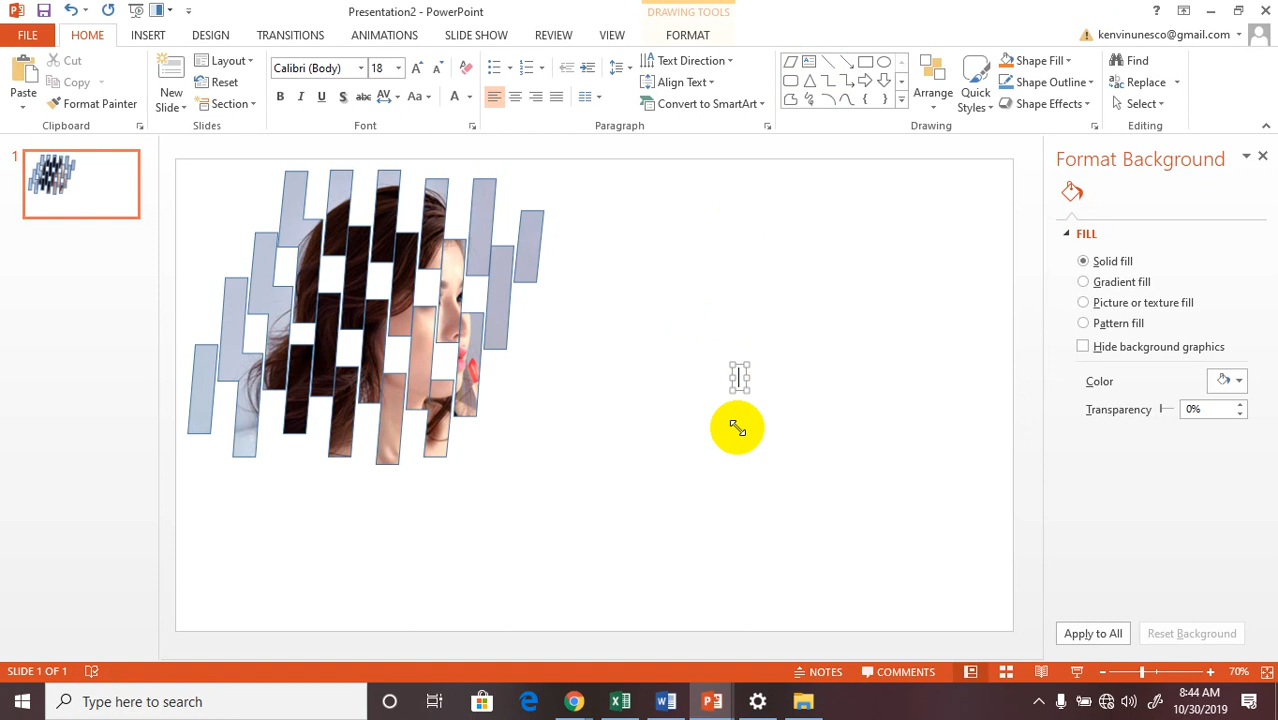 Presentation2 - PowerPoint
DRAWING TOOLS
FILE HOME INSERT DESIGN TRANSITIONS ANIMATIONS SLIDE SHOW REVIEW VIEW FORMAT
kenvinunesco@gmail.com
Paste
Cut
Copy
Format Painter
Clipboard
New Slide
Layout
Reset
Section
Slides
Calibri (Body) 18
B I U S abc AV Aa A
Font
Text Direction
Align Text
Convert to SmartArt
Paragraph
Arrange
Quick Styles
Shape Fill
Shape Outline
Shape Effects
Drawing
Find
Replace
Select
Editing
1
Format Background
FILL
Solid fill
Gradient fill
Picture or texture fill
Pattern fill
Hide background graphics
Color
Transparency 0%
Apply to All Reset Background
SLIDE 1 OF 1 NOTES COMMENTS 70%
Type here to search
8:44 AM
10/30/2019